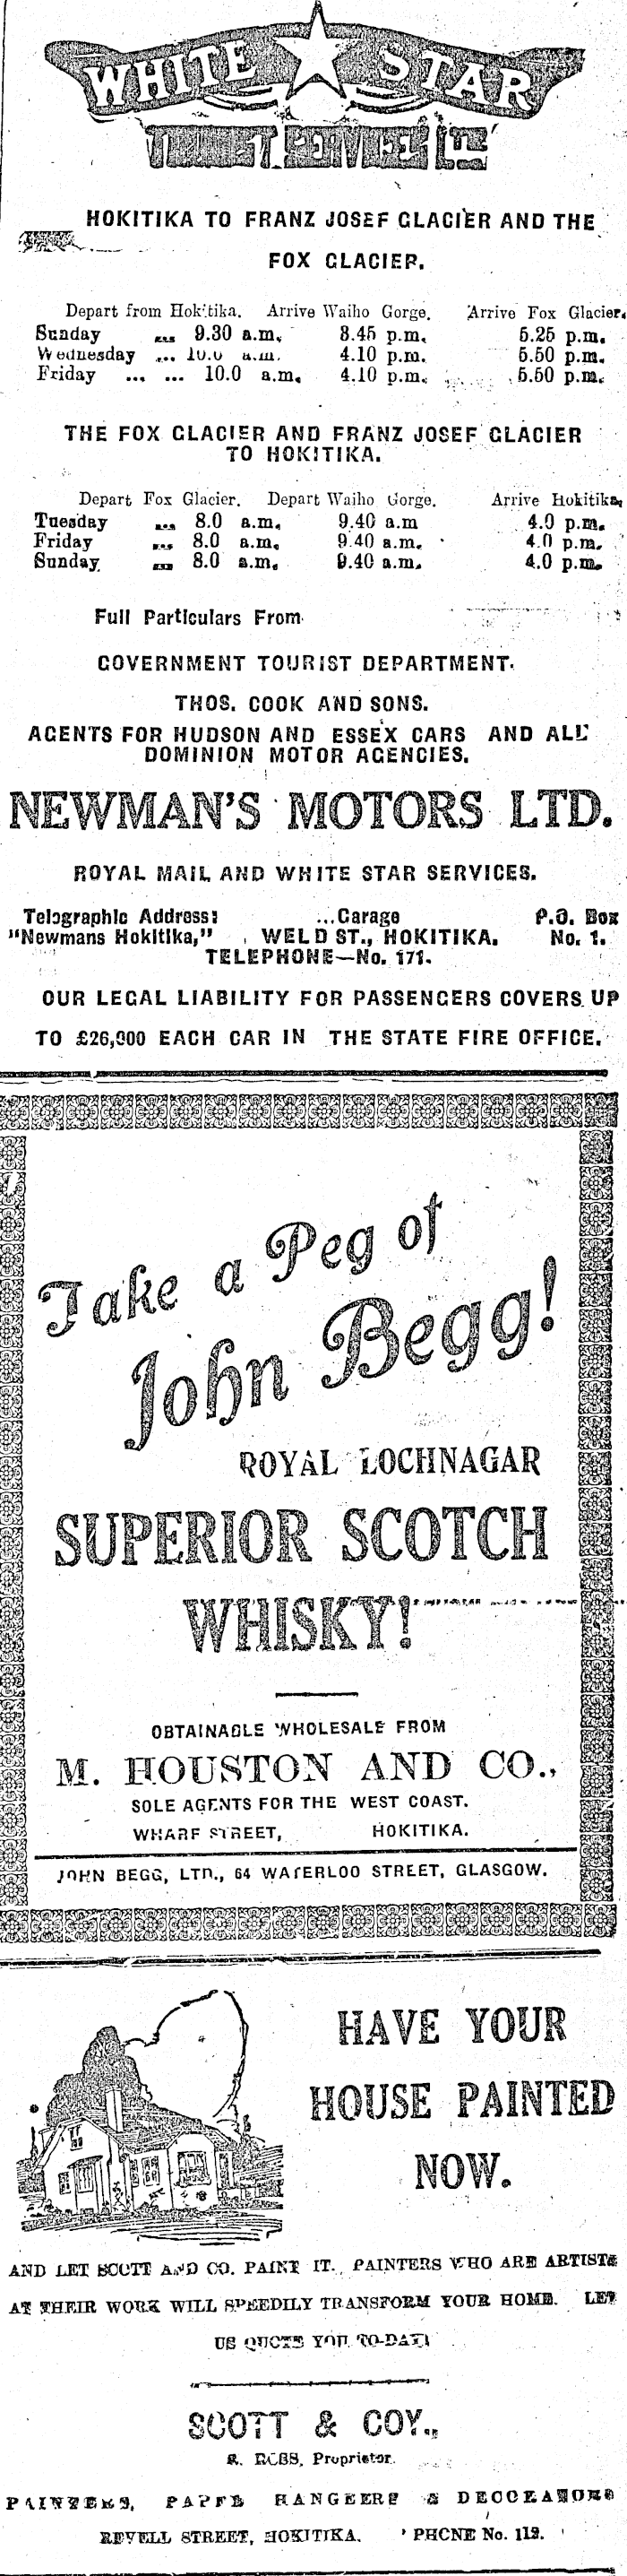 WHITE STAR
HOKITIKA TO FRANZ JOSEF GLACIER AND THE
FOX GLACIER.
Depart from Hokitika. Arrive Waiho Gorge. Arrive Fox Glacier.
Sunday ... 9.30 a.m. 3.45 p.m. 5.25 p.m.
Wednesday ... 10.0 a.m. 4.10 p.m. 5.50 p.m.
Friday ... ... 10.0 a.m. 4.10 p.m. 5.50 p.m.
THE FOX GLACIER AND FRANZ JOSEF GLACIER
TO HOKITIKA.
Depart Fox Glacier. Depart Waiho Gorge. Arrive Hokitika.
Tuesday ... 8.0 a.m. 9.40 a.m 4.0 p.m.
Friday ... 8.0 a.m. 9.40 a.m. 4.0 p.m.
Sunday. ... 8.0 a.m. 9.40 a.m. 4.0 p.m.
Full Particulars From
GOVERNMENT TOURIST DEPARTMENT.
THOS. COOK AND SONS.
AGENTS FOR HUDSON AND ESSEX CARS AND ALL
DOMINION MOTOR AGENCIES.
NEWMAN'S MOTORS LTD.
ROYAL MAIL AND WHITE STAR SERVICES.
Telegraphic Address: ...Garage P.O. Box
"Newmans Hokitika," WELD ST., HOKITIKA. No. 1.
TELEPHONE—No. 171.
OUR LEGAL LIABILITY FOR PASSENGERS COVERS UP
TO £26,000 EACH CAR IN THE STATE FIRE OFFICE.
Take a Peg of
John Begg!
ROYAL LOCHNAGAR
SUPERIOR SCOTCH
WHISKY!
OBTAINABLE WHOLESALE FROM
M. HOUSTON AND CO.,
SOLE AGENTS FOR THE WEST COAST.
WHARF STREET, HOKITIKA.
JOHN BEGG, LTD., 64 WATERLOO STREET, GLASGOW.
HAVE YOUR
HOUSE PAINTED
NOW.
AND LET SCOTT AND CO. PAINT IT. PAINTERS WHO ARE ARTISTS
AT THEIR WORK WILL SPEEDILY TRANSFORM YOUR HOME. LET
US QUOTE YOU TO-DAY!
SCOTT & COY.,
R. ROSS, Proprietor.
PAINTERS, PAPER HANGERS & DECORATORS
REVELL STREET, HOKITIKA. 'PHONE No. 112.